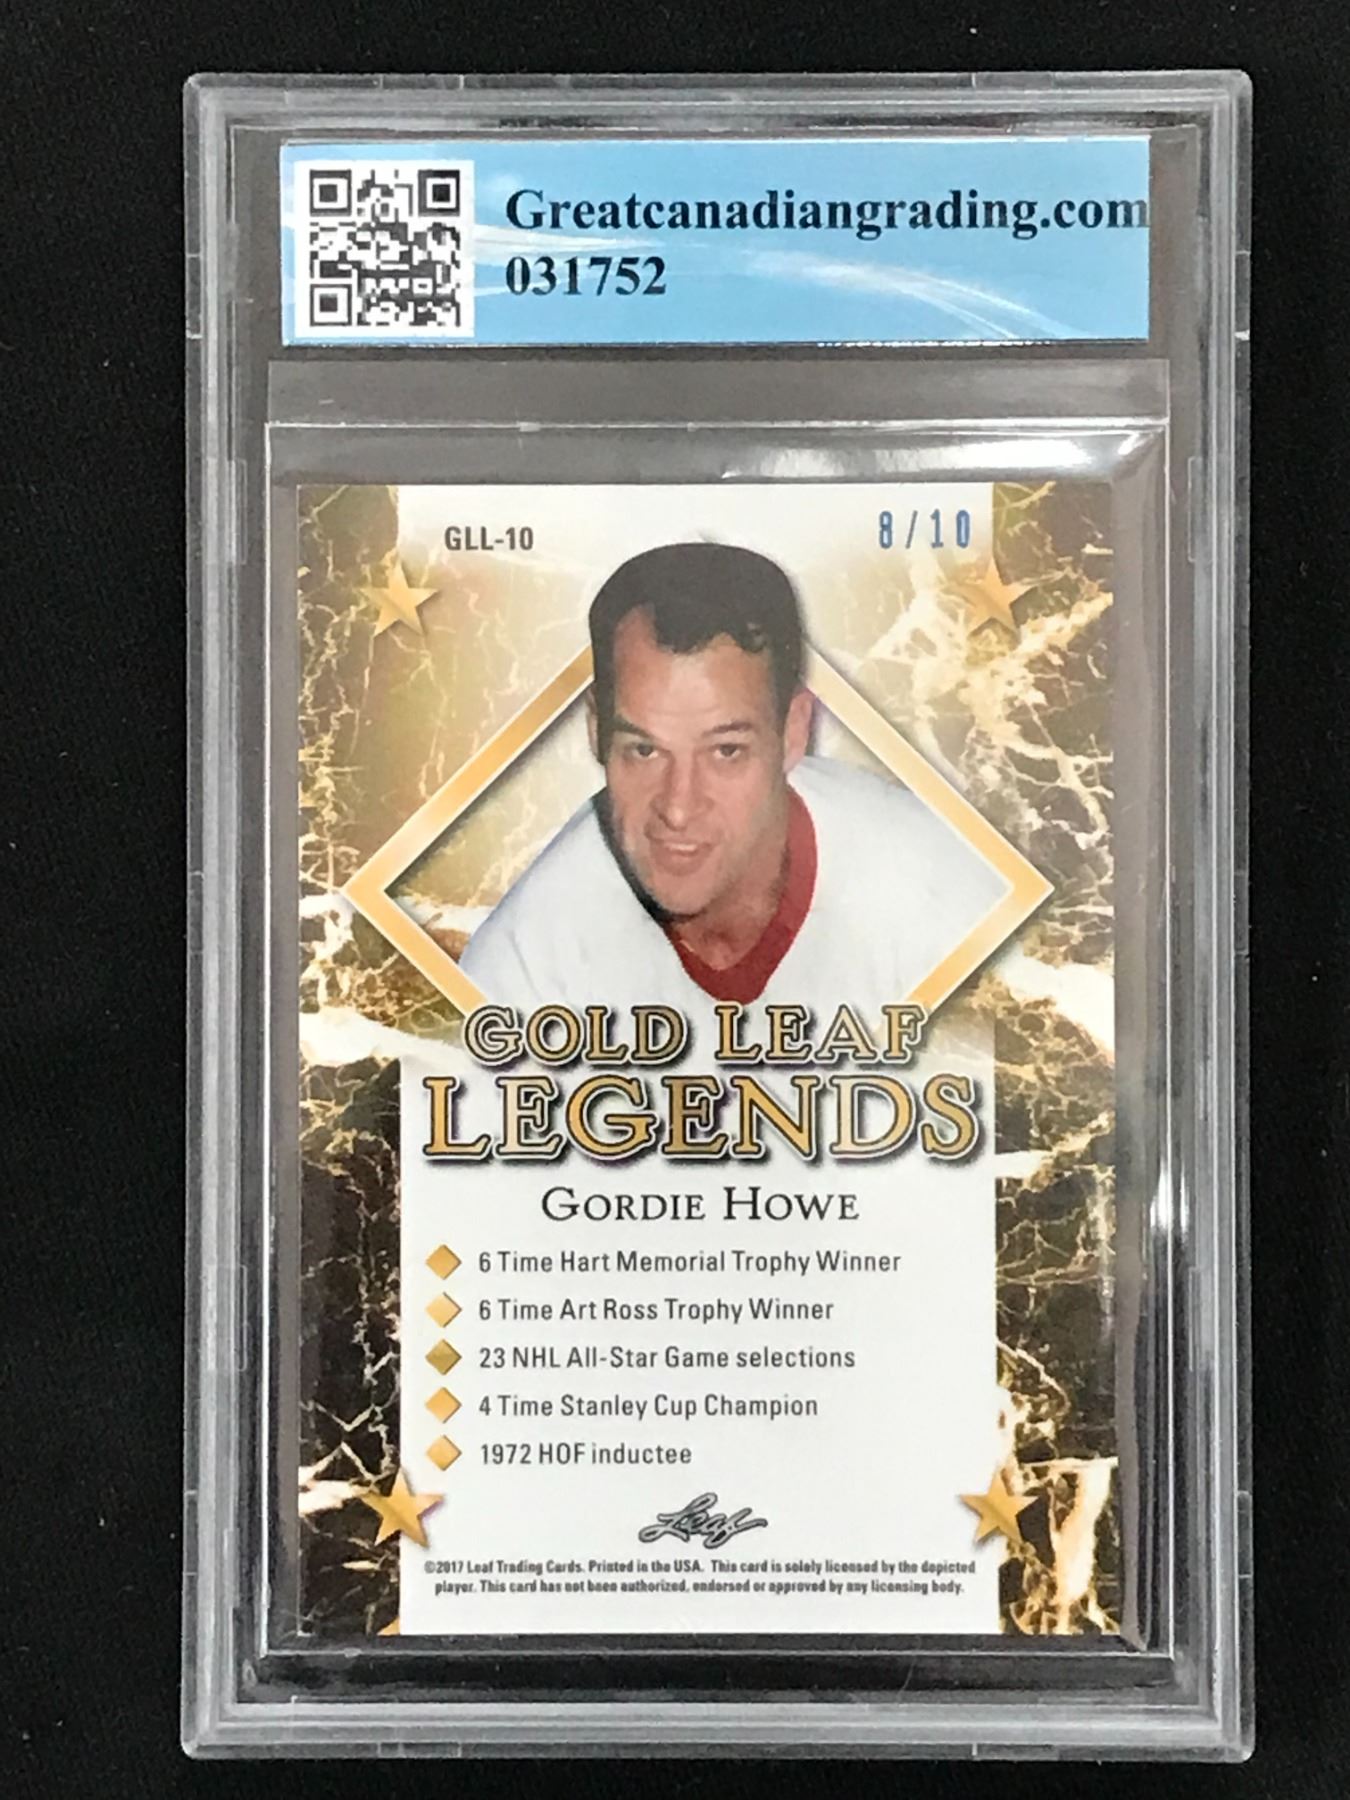 Greatcanadiangrading.com
031752
GLL-10
8/10
GOLD LEAF
LEGENDS
GORDIE HOWE
6 Time Hart Memorial Trophy Winner
6 Time Art Ross Trophy Winner
23 NHL All-Star Game selections
4 Time Stanley Cup Champion
1972 HOF inductee
Leaf
©2017 Leaf Trading Cards. Printed in the USA. This card is solely licensed by the depicted
player. This card has not been authorized, endorsed or approved by any licensing body.